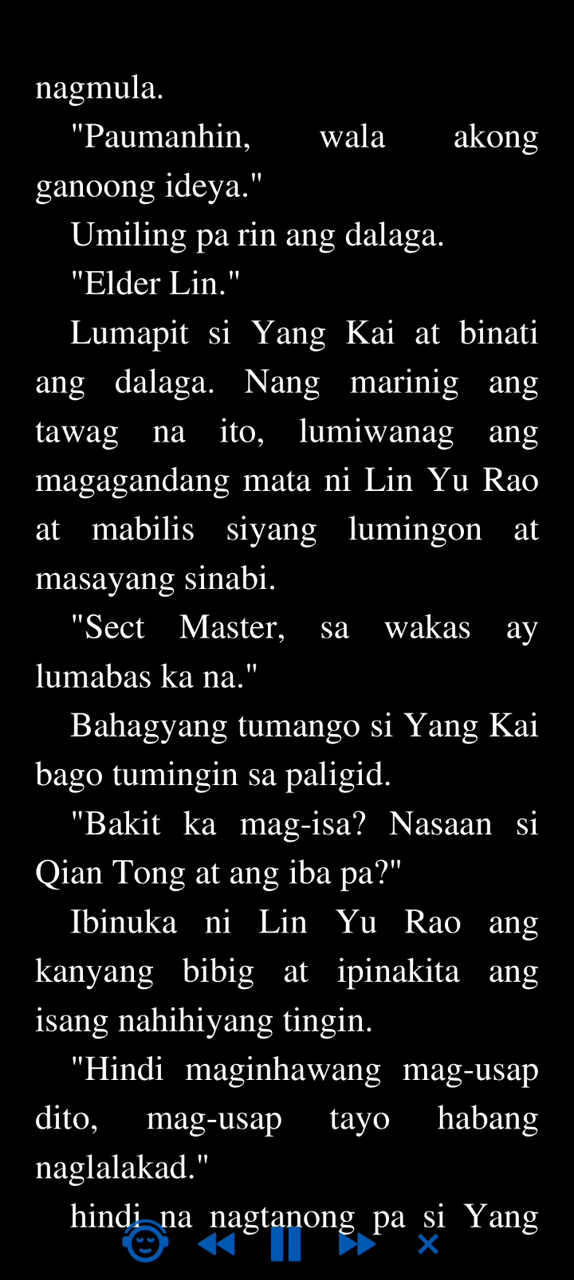 nagmula.
"Paumanhin, wala akong
ganoong ideya."
Umiling pa rin ang dalaga.
"Elder Lin."
Lumapit si Yang Kai at binati
ang dalaga. Nang marinig ang
tawag na ito, lumiwanag ang
magagandang mata ni Lin Yu Rao
at mabilis siyang lumingon at
masayang sinabi.
"Sect Master, sa wakas ay
lumabas ka na."
Bahagyang tumango si Yang Kai
bago tumingin sa paligid.
"Bakit ka mag-isa? Nasaan si
Qian Tong at ang iba pa?"
Ibinuka ni Lin Yu Rao ang
kanyang bibig at ipinakita ang
isang nahihiyang tingin.
"Hindi maginhawang mag-usap
dito, mag-usap tayo habang
naglalakad."
hindi na nagtanong pa si Yang